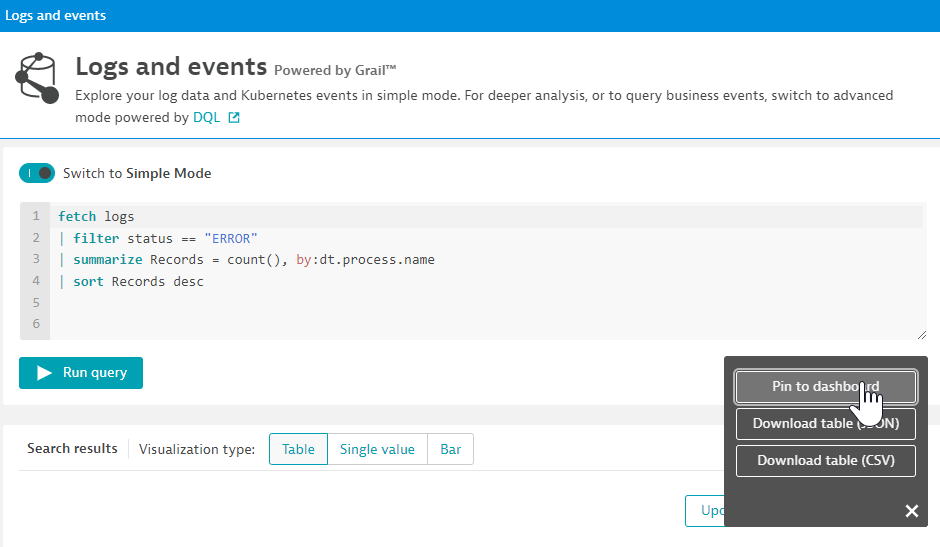 Logs and events
Logs and events Powered by Grail™
Explore your log data and Kubernetes events in simple mode. For deeper analysis, or to query business events, switch to advanced
mode powered by DQL
Switch to Simple Mode
1 fetch logs
2 | filter status == "ERROR"
3 | summarize Records = count(), by:dt.process.name
4 | sort Records desc
5
6
Run query
Pin to dashboard
Download table (JSON)
Download table (CSV)
Search results Visualization type: Table Single value Bar